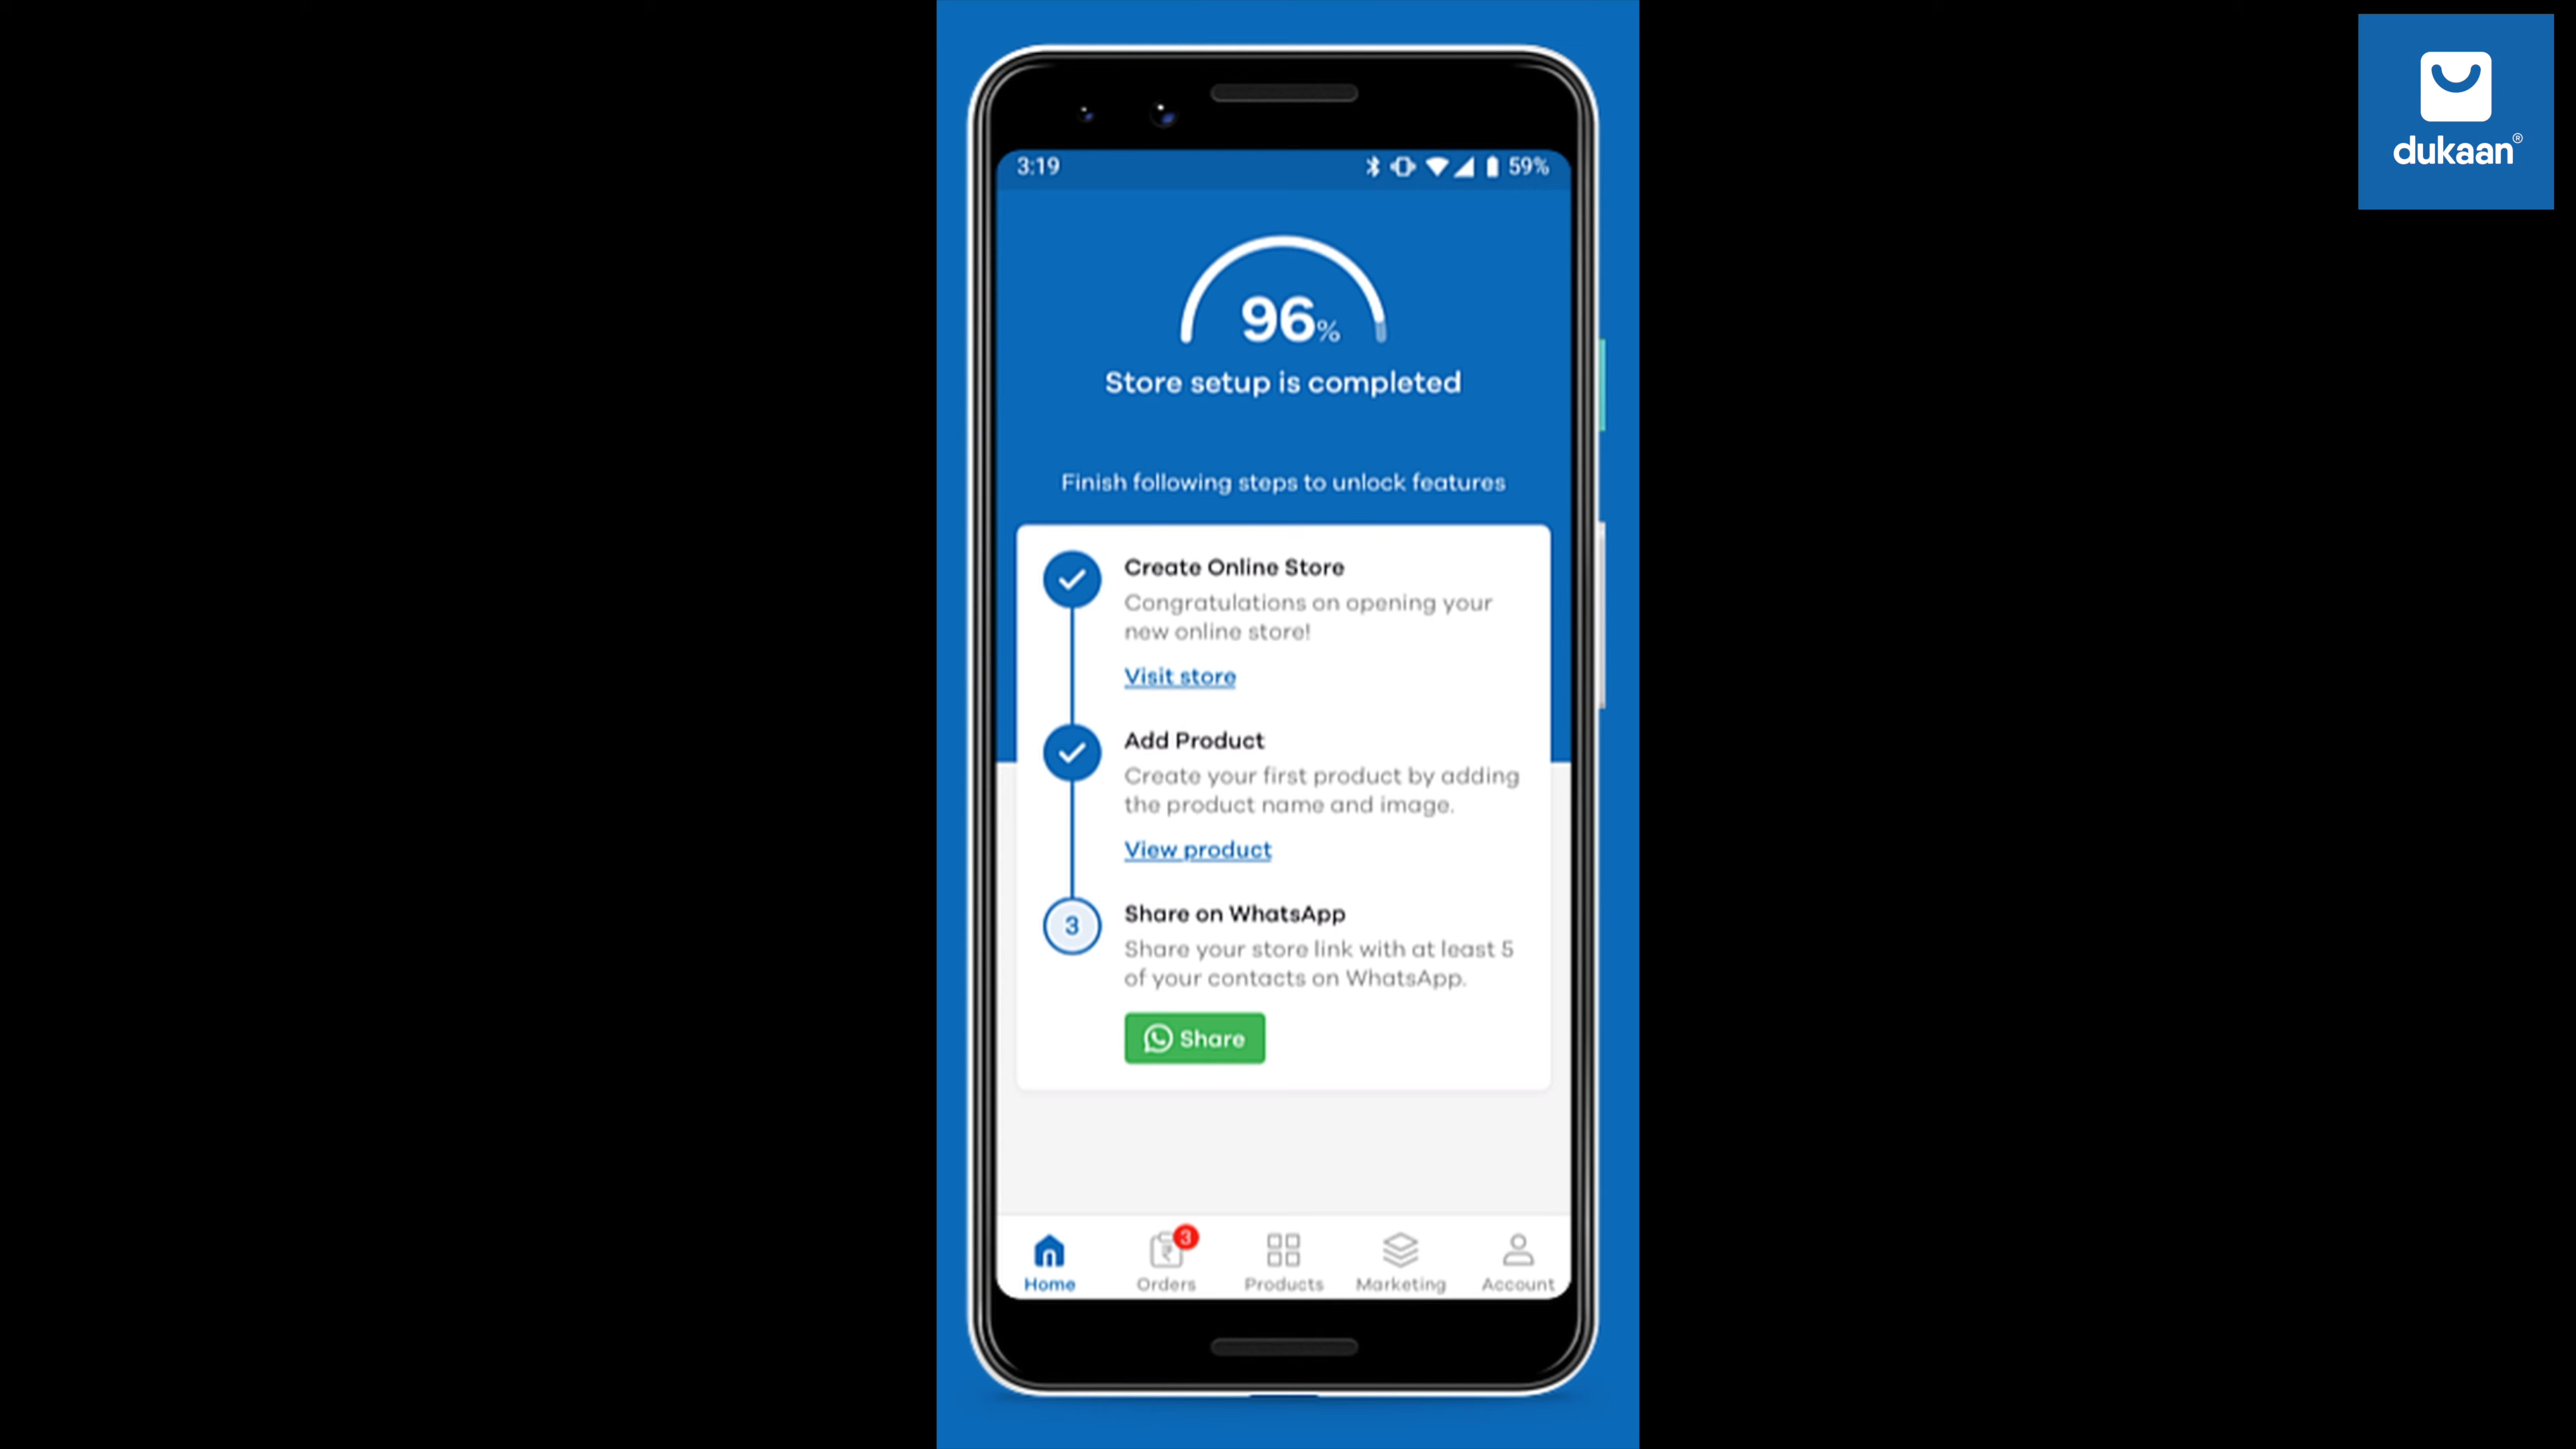 dukaan®
3:19 59%
96%
Store setup is completed
Finish following steps to unlock features
Create Online Store
Congratulations on opening your
new online store!
Visit store
Add Product
Create your first product by adding
the product name and image.
View product
3
Share on WhatsApp
Share your store link with at least 5
of your contacts on WhatsApp.
Share
3
Home Orders Products Marketing Account